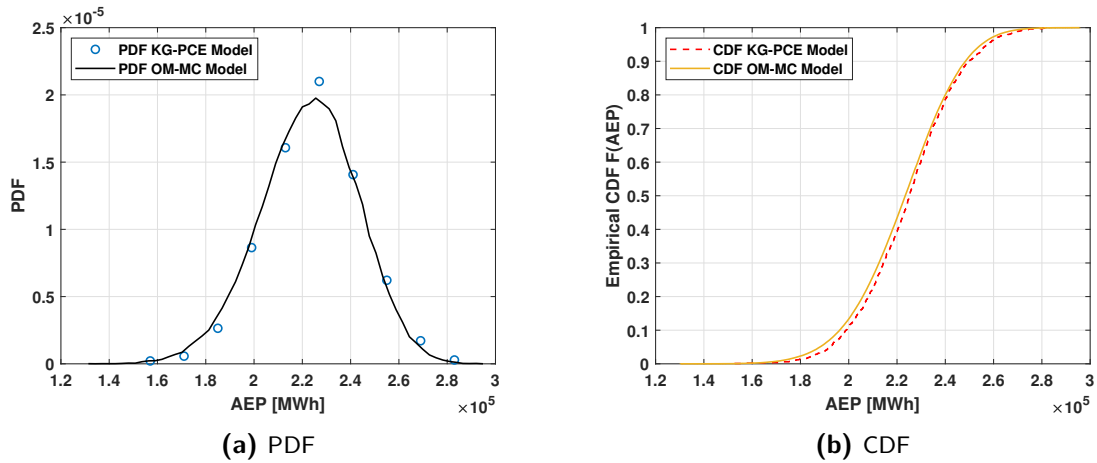 ×10-5
2.5
2
1.5
1
0.5
0
PDF
PDF KG-PCE Model
PDF OM-MC Model
1.2 1.4 1.6 1.8 2 2.2 2.4 2.6 2.8 3
AEP [MWh]
×10^5
(a) PDF
1
0.9
0.8
0.7
0.6
0.5
0.4
0.3
0.2
0.1
0
Empirical CDF F(AEP)
CDF KG-PCE Model
CDF OM-MC Model
1.2 1.4 1.6 1.8 2 2.2 2.4 2.6 2.8 3
AEP [MWh]
×10^5
(b) CDF